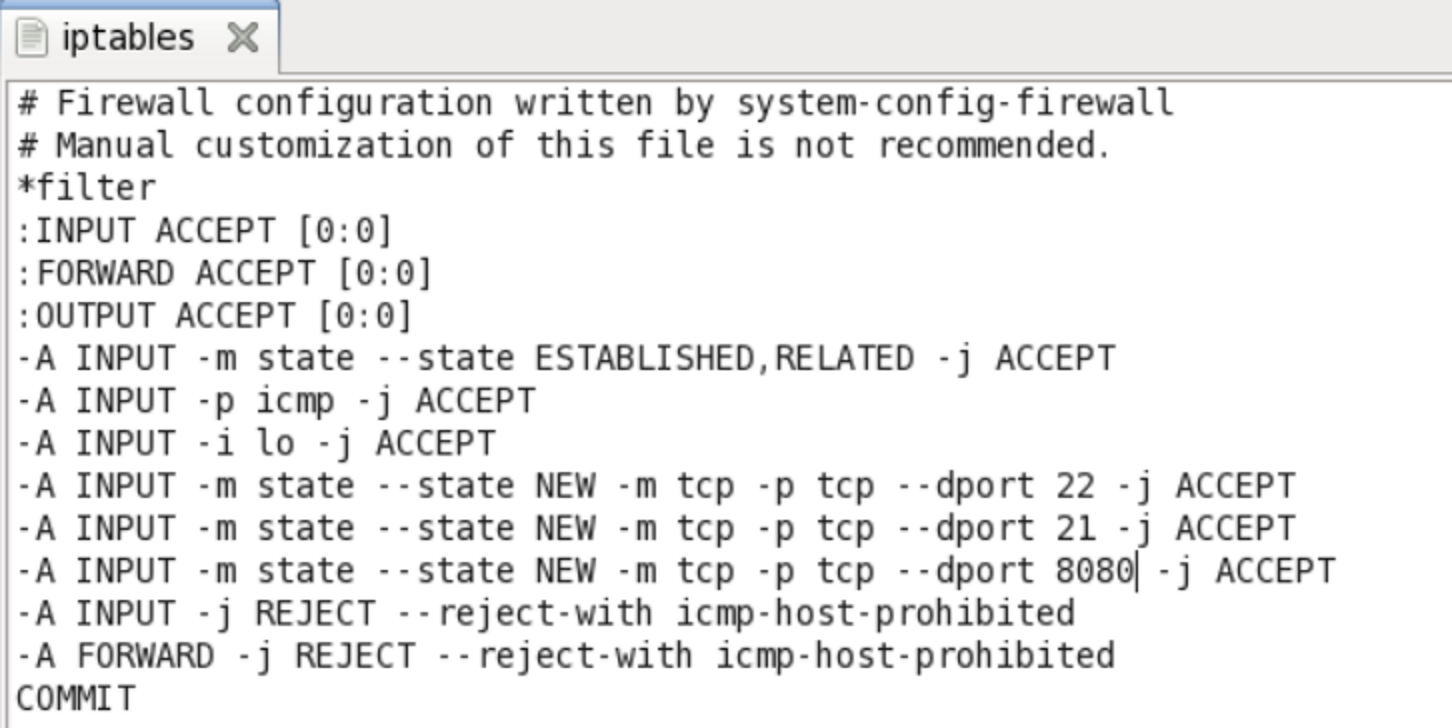 iptables
# Firewall configuration written by system-config-firewall
# Manual customization of this file is not recommended.
*filter
:INPUT ACCEPT [0:0]
:FORWARD ACCEPT [0:0]
:OUTPUT ACCEPT [0:0]
-A INPUT -m state --state ESTABLISHED,RELATED -j ACCEPT
-A INPUT -p icmp -j ACCEPT
-A INPUT -i lo -j ACCEPT
-A INPUT -m state --state NEW -m tcp -p tcp --dport 22 -j ACCEPT
-A INPUT -m state --state NEW -m tcp -p tcp --dport 21 -j ACCEPT
-A INPUT -m state --state NEW -m tcp -p tcp --dport 8080 -j ACCEPT
-A INPUT -j REJECT --reject-with icmp-host-prohibited
-A FORWARD -j REJECT --reject-with icmp-host-prohibited
COMMIT